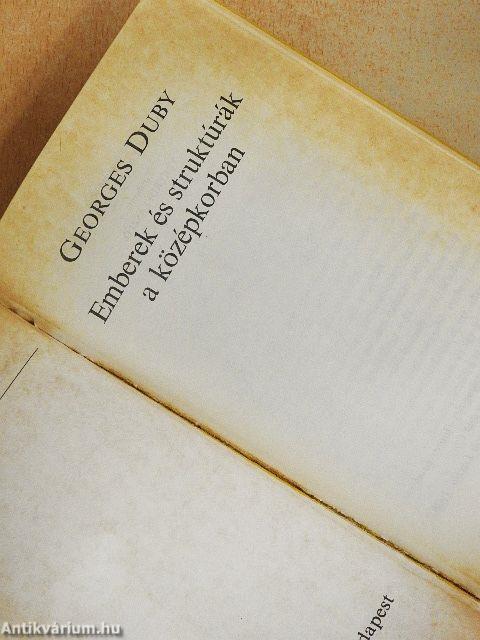 GEORGES DUBY
Emberek és struktúrák
a középkorban
dapest
Antikvárium.hu